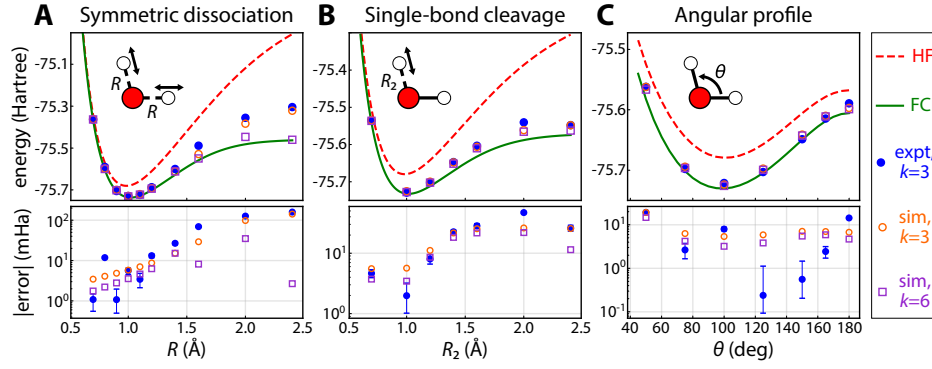 A Symmetric dissociation
B Single-bond cleavage
C Angular profile
energy (Hartree)
-75.1
-75.3
-75.5
-75.7
R
R
-75.4
-75.5
-75.6
-75.7
R2
-75.5
-75.6
-75.7
θ
HF
FC
expt,
k=3
sim,
k=3
sim,
k=6
|error| (mHa)
10²
10¹
10⁰
0.5 1.0 1.5 2.0 2.5
R (Å)
10¹
10⁰
0.5 1.0 1.5 2.0 2.5
R₂ (Å)
10¹
10⁰
10⁻¹
40 60 80 100 120 140 160 180
θ (deg)